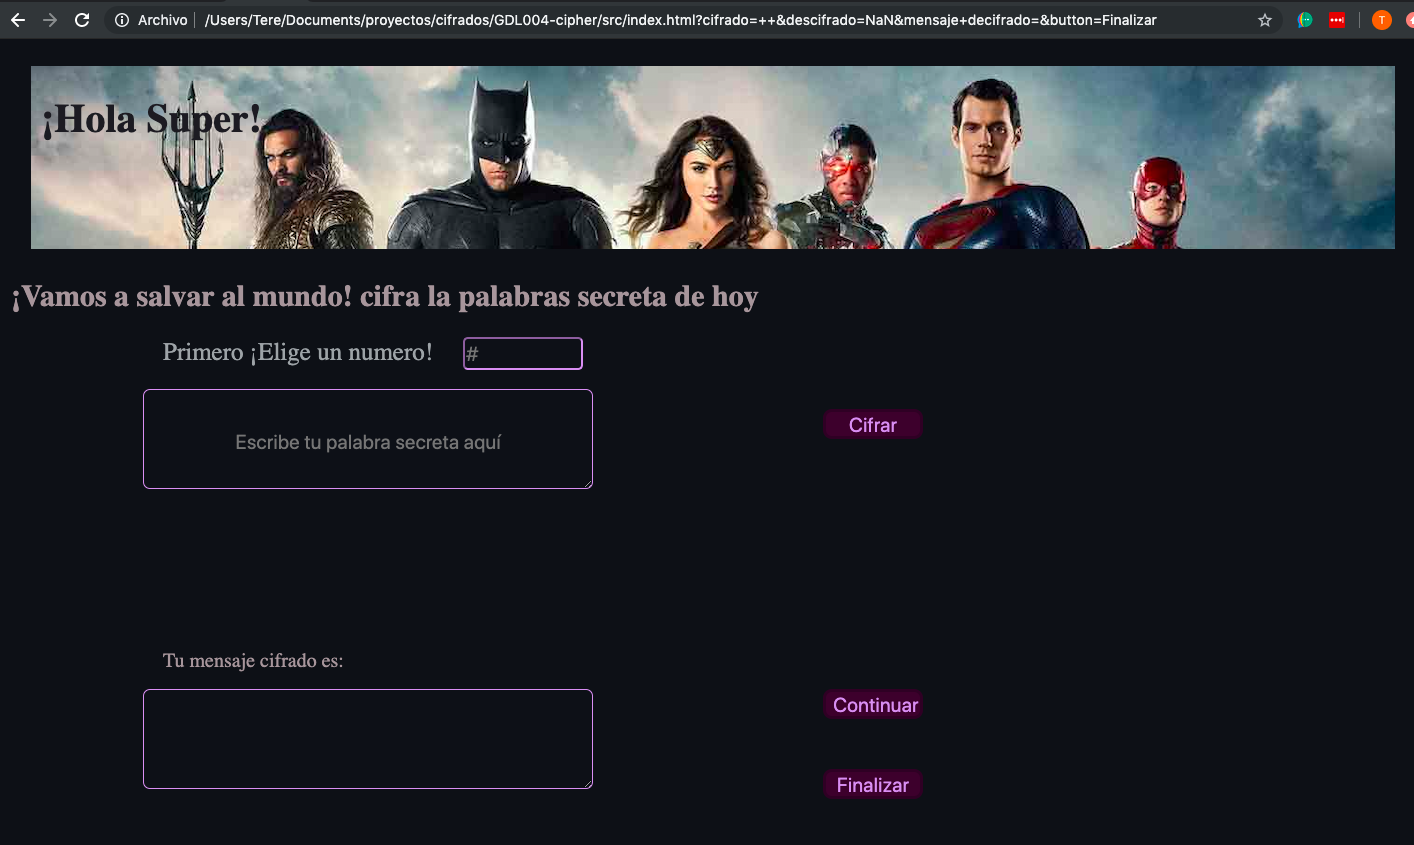 Archivo /Users/Tere/Documents/proyectos/cifrados/GDL004-cipher/src/index.html?cifrado=++&descifrado=NaN&mensaje+decifrado=&button=Finalizar
T
¡Hola Super!
¡Vamos a salvar al mundo! cifra la palabras secreta de hoy
Primero ¡Elige un numero! #
Escribe tu palabra secreta aquí
Cifrar
Tu mensaje cifrado es:
Continuar
Finalizar